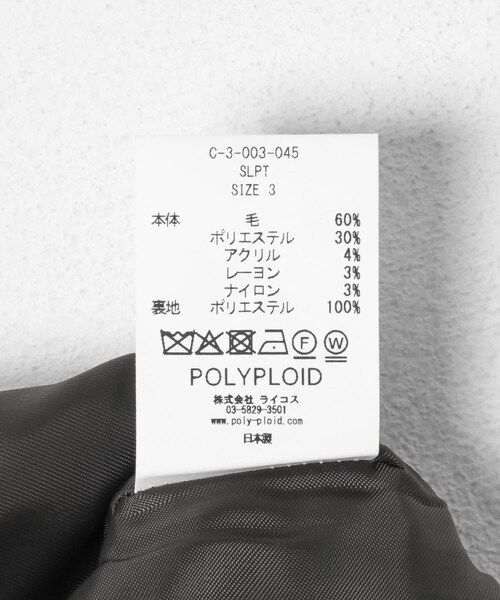 C-3-003-045
SLPT
SIZE 3
本体 毛 60%
ポリエステル 30%
アクリル 4%
レーヨン 3%
ナイロン 3%
裏地 ポリエステル 100%
F W
POLYPLOID
株式会社 ライコス
03-5829-3501
www.poly-ploid.com
日本製